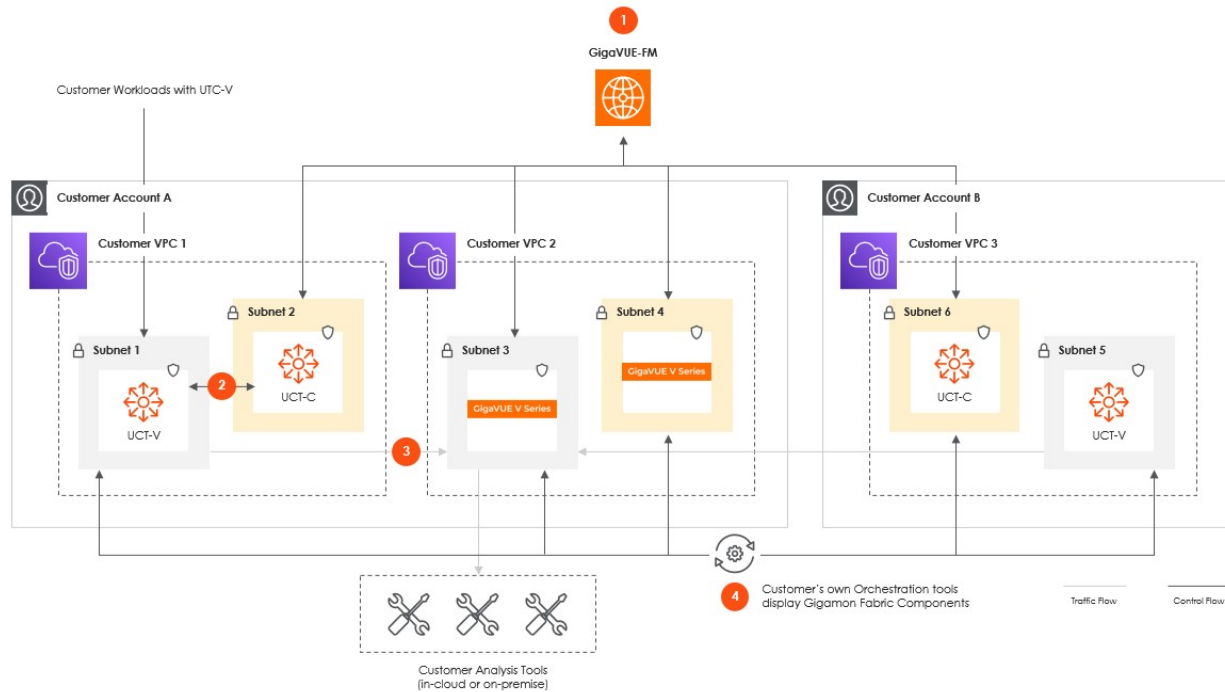 1
GigaVUE-FM
Customer Workloads with UTC-V
Customer Account A
Customer VPC 1
Subnet 1
UCT-V
2
Subnet 2
UCT-C
Customer VPC 2
Subnet 3
GigaVUE V Series
3
Subnet 4
GigaVUE V Series
Customer Account B
Customer VPC 3
Subnet 6
UCT-C
Subnet 5
UCT-V
4
Customer's own Orchestration tools
display Gigamon Fabric Components
Traffic Flow
Control Flow
Customer Analysis Tools
(in-cloud or on-premise)